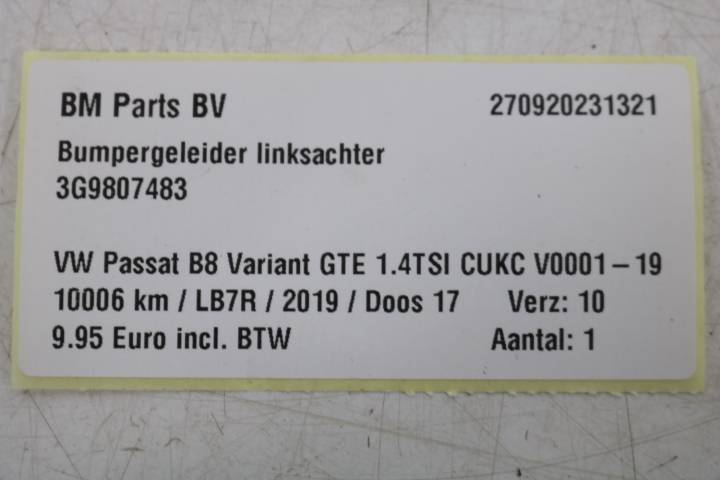 BM Parts BV 270920231321
Bumpergeleider linksachter
3G9807483
VW Passat B8 Variant GTE 1.4TSI CUKC V0001-19
10006 km / LB7R / 2019 / Doos 17 Verz: 10
9.95 Euro incl. BTW Aantal: 1